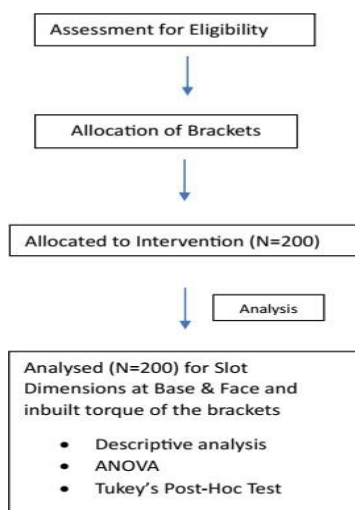 Assessment for Eligibility
Allocation of Brackets
Allocated to Intervention (N=200)
Analysis
Analysed (N=200) for Slot
Dimensions at Base & Face and
inbuilt torque of the brackets
• Descriptive analysis
• ANOVA
• Tukey's Post-Hoc Test